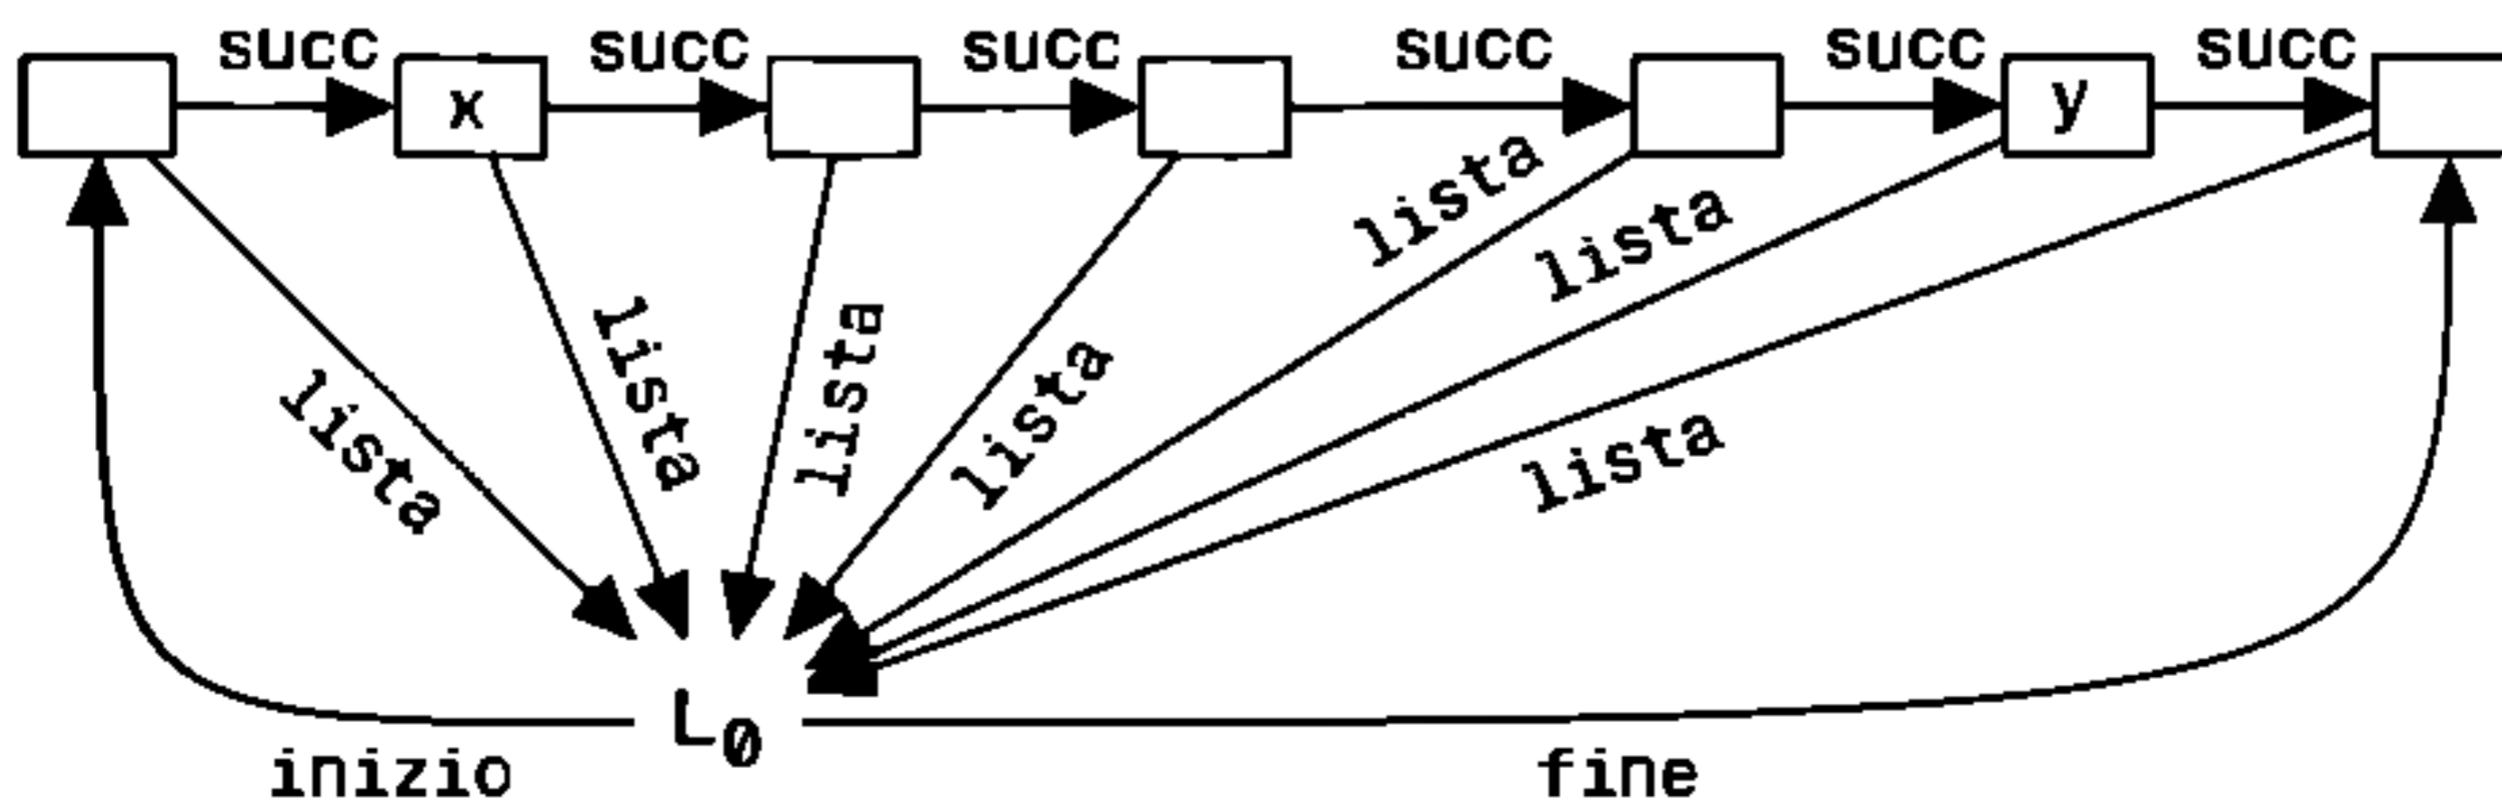 succ succ succ succ succ succ
x y
lista lista lista lista lista lista lista
L0
inizio fine